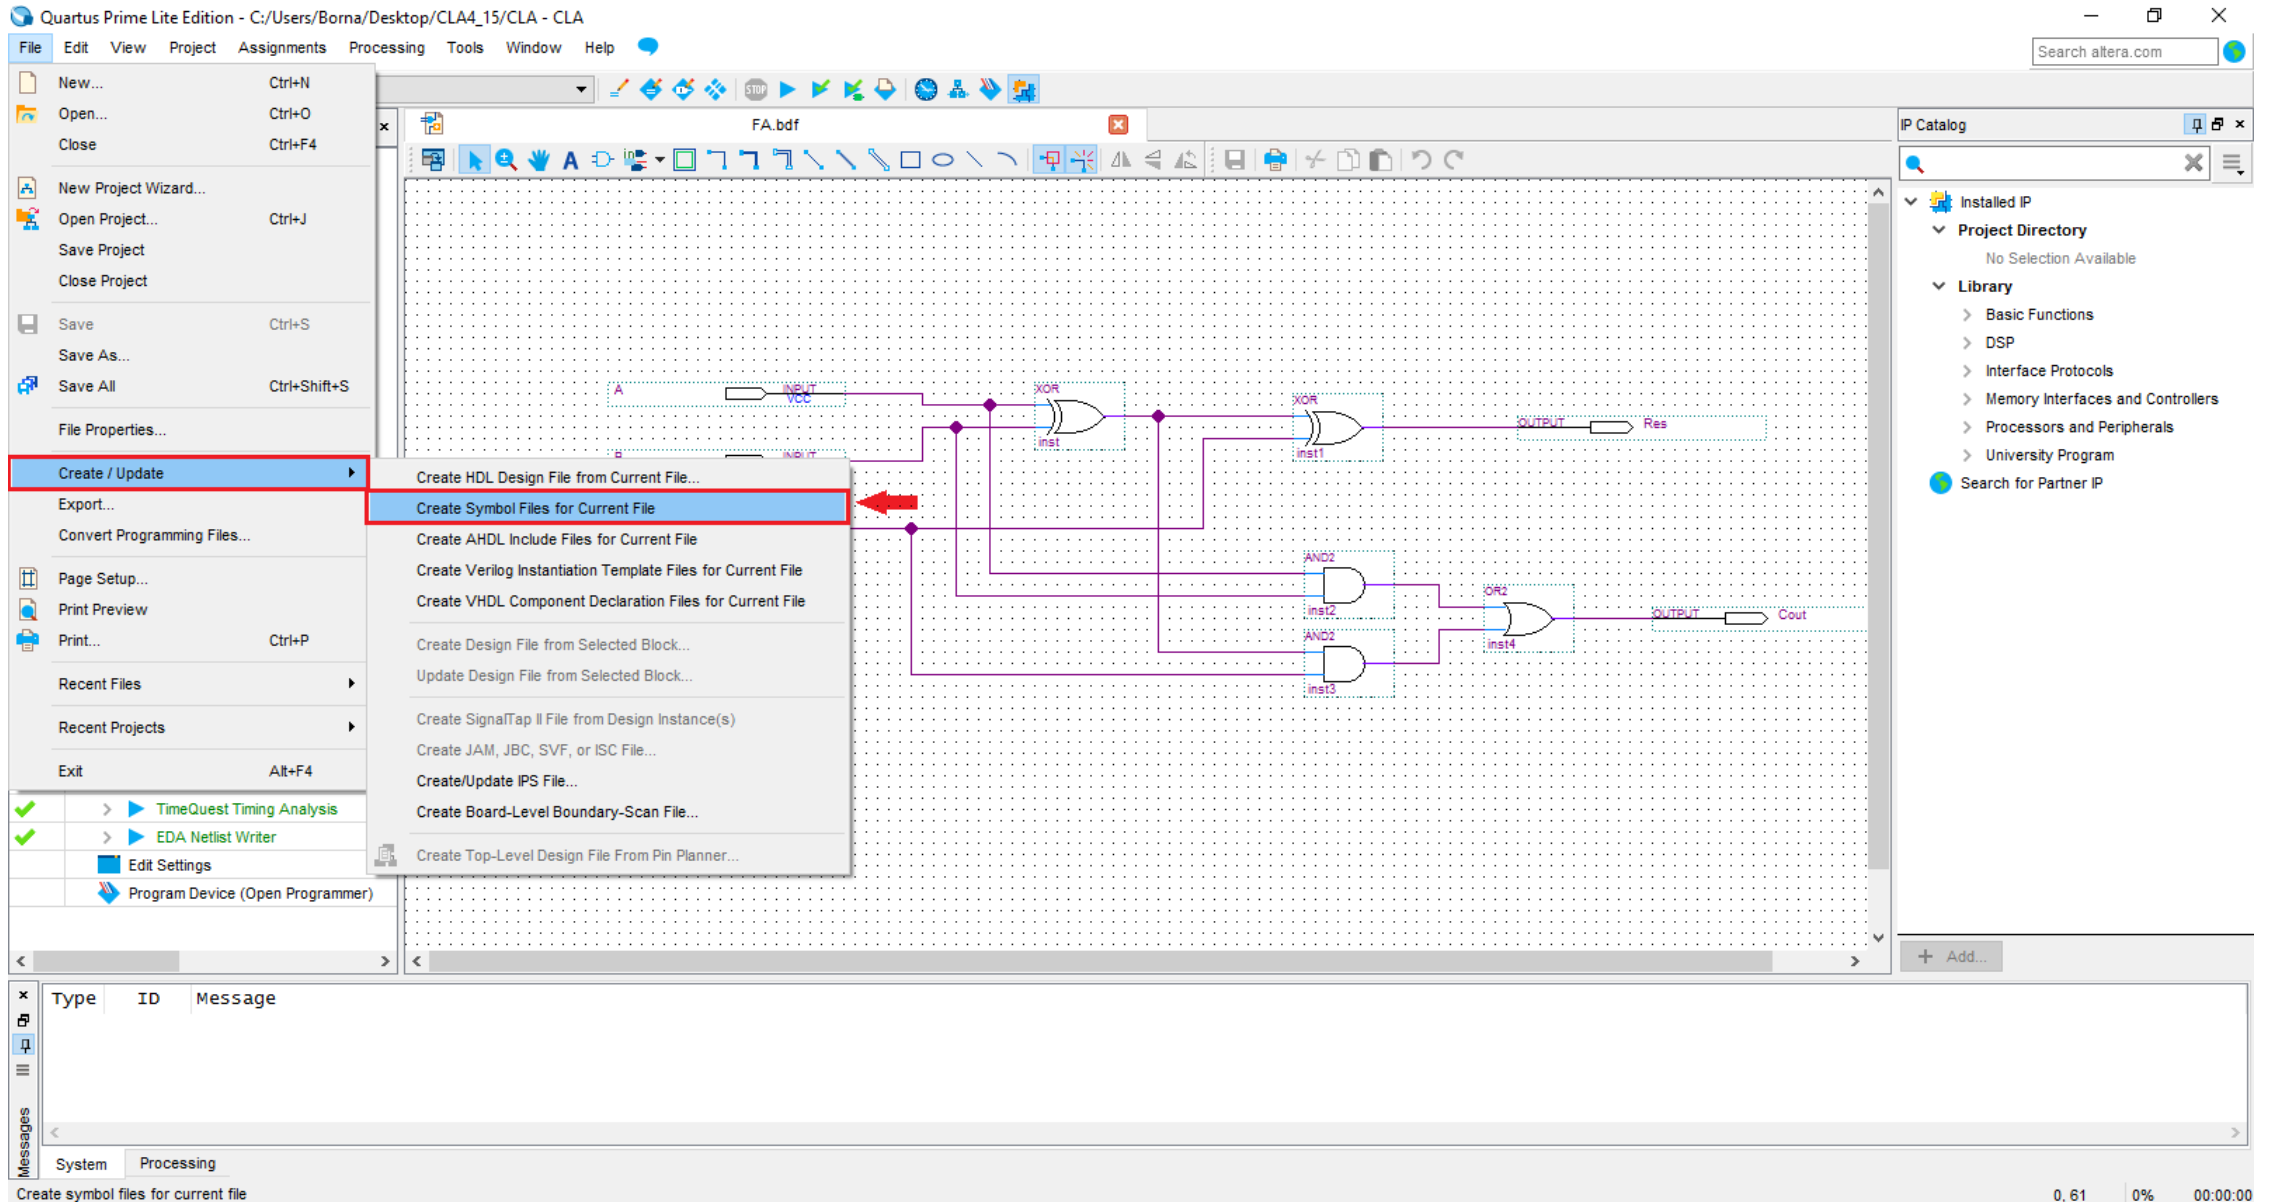 Quartus Prime Lite Edition - C:/Users/Borna/Desktop/CLA4_15/CLA - CLA
File Edit View Project Assignments Processing Tools Window Help
Search altera.com
New... Ctrl+N
Open... Ctrl+O
Close Ctrl+F4
New Project Wizard...
Open Project... Ctrl+J
Save Project
Close Project
Save Ctrl+S
Save As...
Save All Ctrl+Shift+S
File Properties...
Create / Update
Export...
Convert Programming Files...
Page Setup...
Print Preview
Print... Ctrl+P
Recent Files
Recent Projects
Exit Alt+F4
Create HDL Design File from Current File...
Create Symbol Files for Current File
Create AHDL Include Files for Current File
Create Verilog Instantiation Template Files for Current File
Create VHDL Component Declaration Files for Current File
Create Design File from Selected Block...
Update Design File from Selected Block...
Create SignalTap II File from Design Instance(s)
Create JAM, JBC, SVF, or ISC File...
Create/Update IPS File...
Create Board-Level Boundary-Scan File...
Create Top-Level Design File From Pin Planner...
TimeQuest Timing Analysis
EDA Netlist Writer
Edit Settings
Program Device (Open Programmer)
STOP
FA.bdf
A
in
A INPUT
VCC
B INPUT
XOR
inst
XOR
inst1
OUTPUT Res
AND2
inst2
AND2
inst3
OR2
inst4
OUTPUT Cout
IP Catalog
Installed IP
Project Directory
No Selection Available
Library
Basic Functions
DSP
Interface Protocols
Memory Interfaces and Controllers
Processors and Peripherals
University Program
Search for Partner IP
+ Add...
Type ID Message
Messages
System Processing
Create symbol files for current file
0, 61 0% 00:00:00